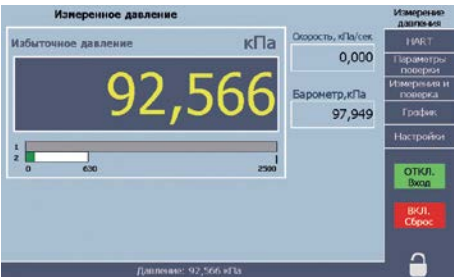 Измеренное давление
Избыточное давление кПа
92,566
Скорость, кПа/сек
0,000
Барометр,кПа
97,949
1
2
0 630 2500
Давление: 92,566 кПа
Измерение давления
HART
Параметры поверки
Измерения и поверка
График
Настройки
ОТКЛ.
Вход
ВКЛ.
Сброс